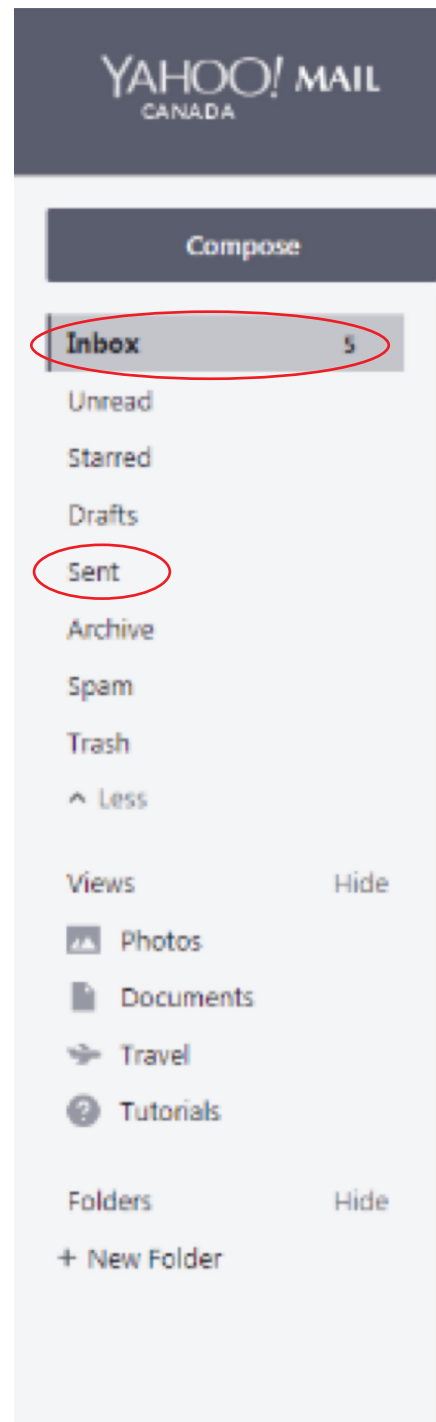 YAHOO! MAIL
CANADA
Compose
Inbox 5
Unread
Starred
Drafts
Sent
Archive
Spam
Trash
Less
Views Hide
Photos
Documents
Travel
Tutorials
Folders Hide
+ New Folder